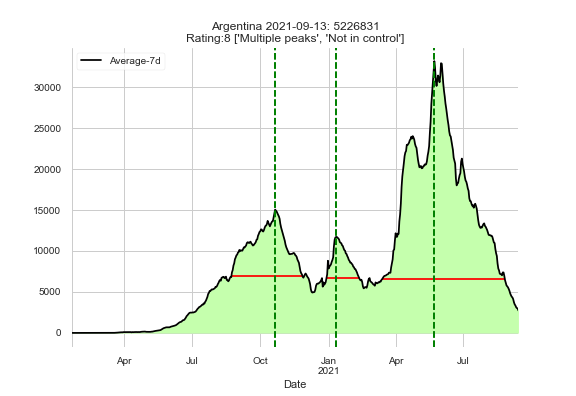 Argentina 2021-09-13: 5226831
Rating:8 ['Multiple peaks', 'Not in control']
Average-7d
30000
25000
20000
15000
10000
5000
0
Apr Jul Oct Jan Apr Jul
2021
Date